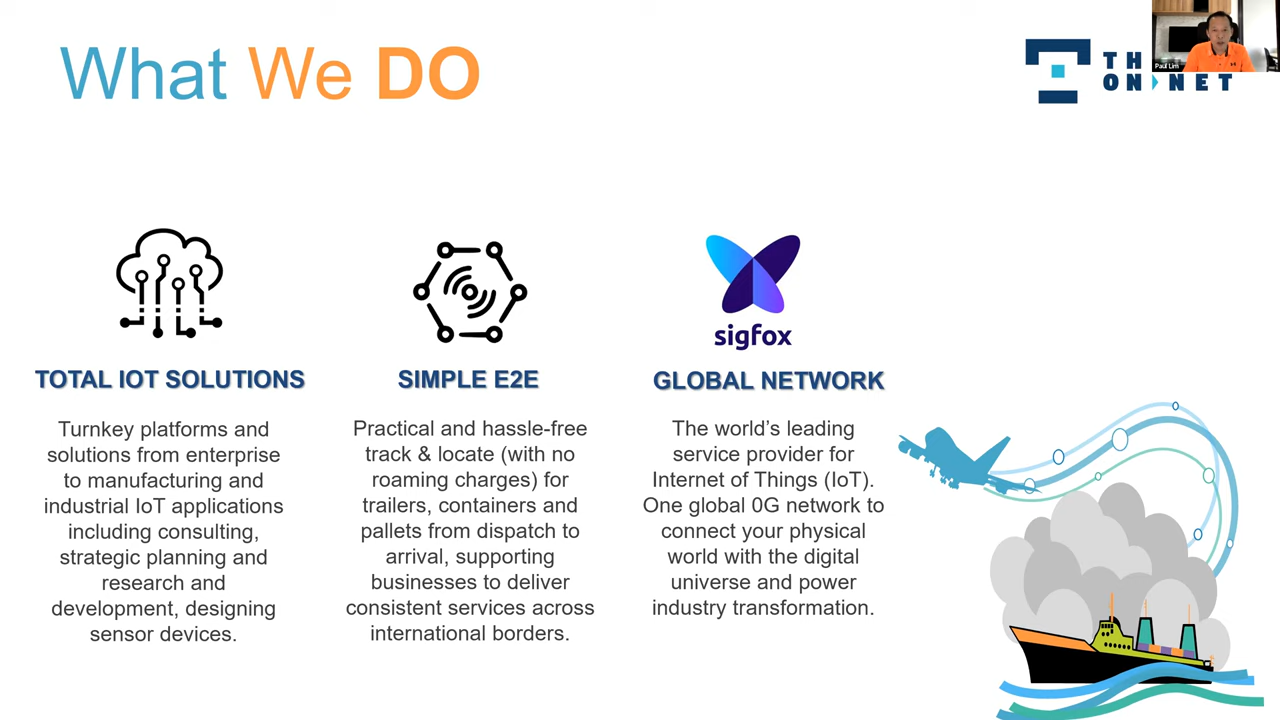 What We DO
TH
ON NET
Paul Lim
sigfox
TOTAL IOT SOLUTIONS
Turnkey platforms and
solutions from enterprise
to manufacturing and
industrial IoT applications
including consulting,
strategic planning and
research and
development, designing
sensor devices.
SIMPLE E2E
Practical and hassle-free
track & locate (with no
roaming charges) for
trailers, containers and
pallets from dispatch to
arrival, supporting
businesses to deliver
consistent services across
international borders.
GLOBAL NETWORK
The world’s leading
service provider for
Internet of Things (IoT).
One global 0G network to
connect your physical
world with the digital
universe and power
industry transformation.